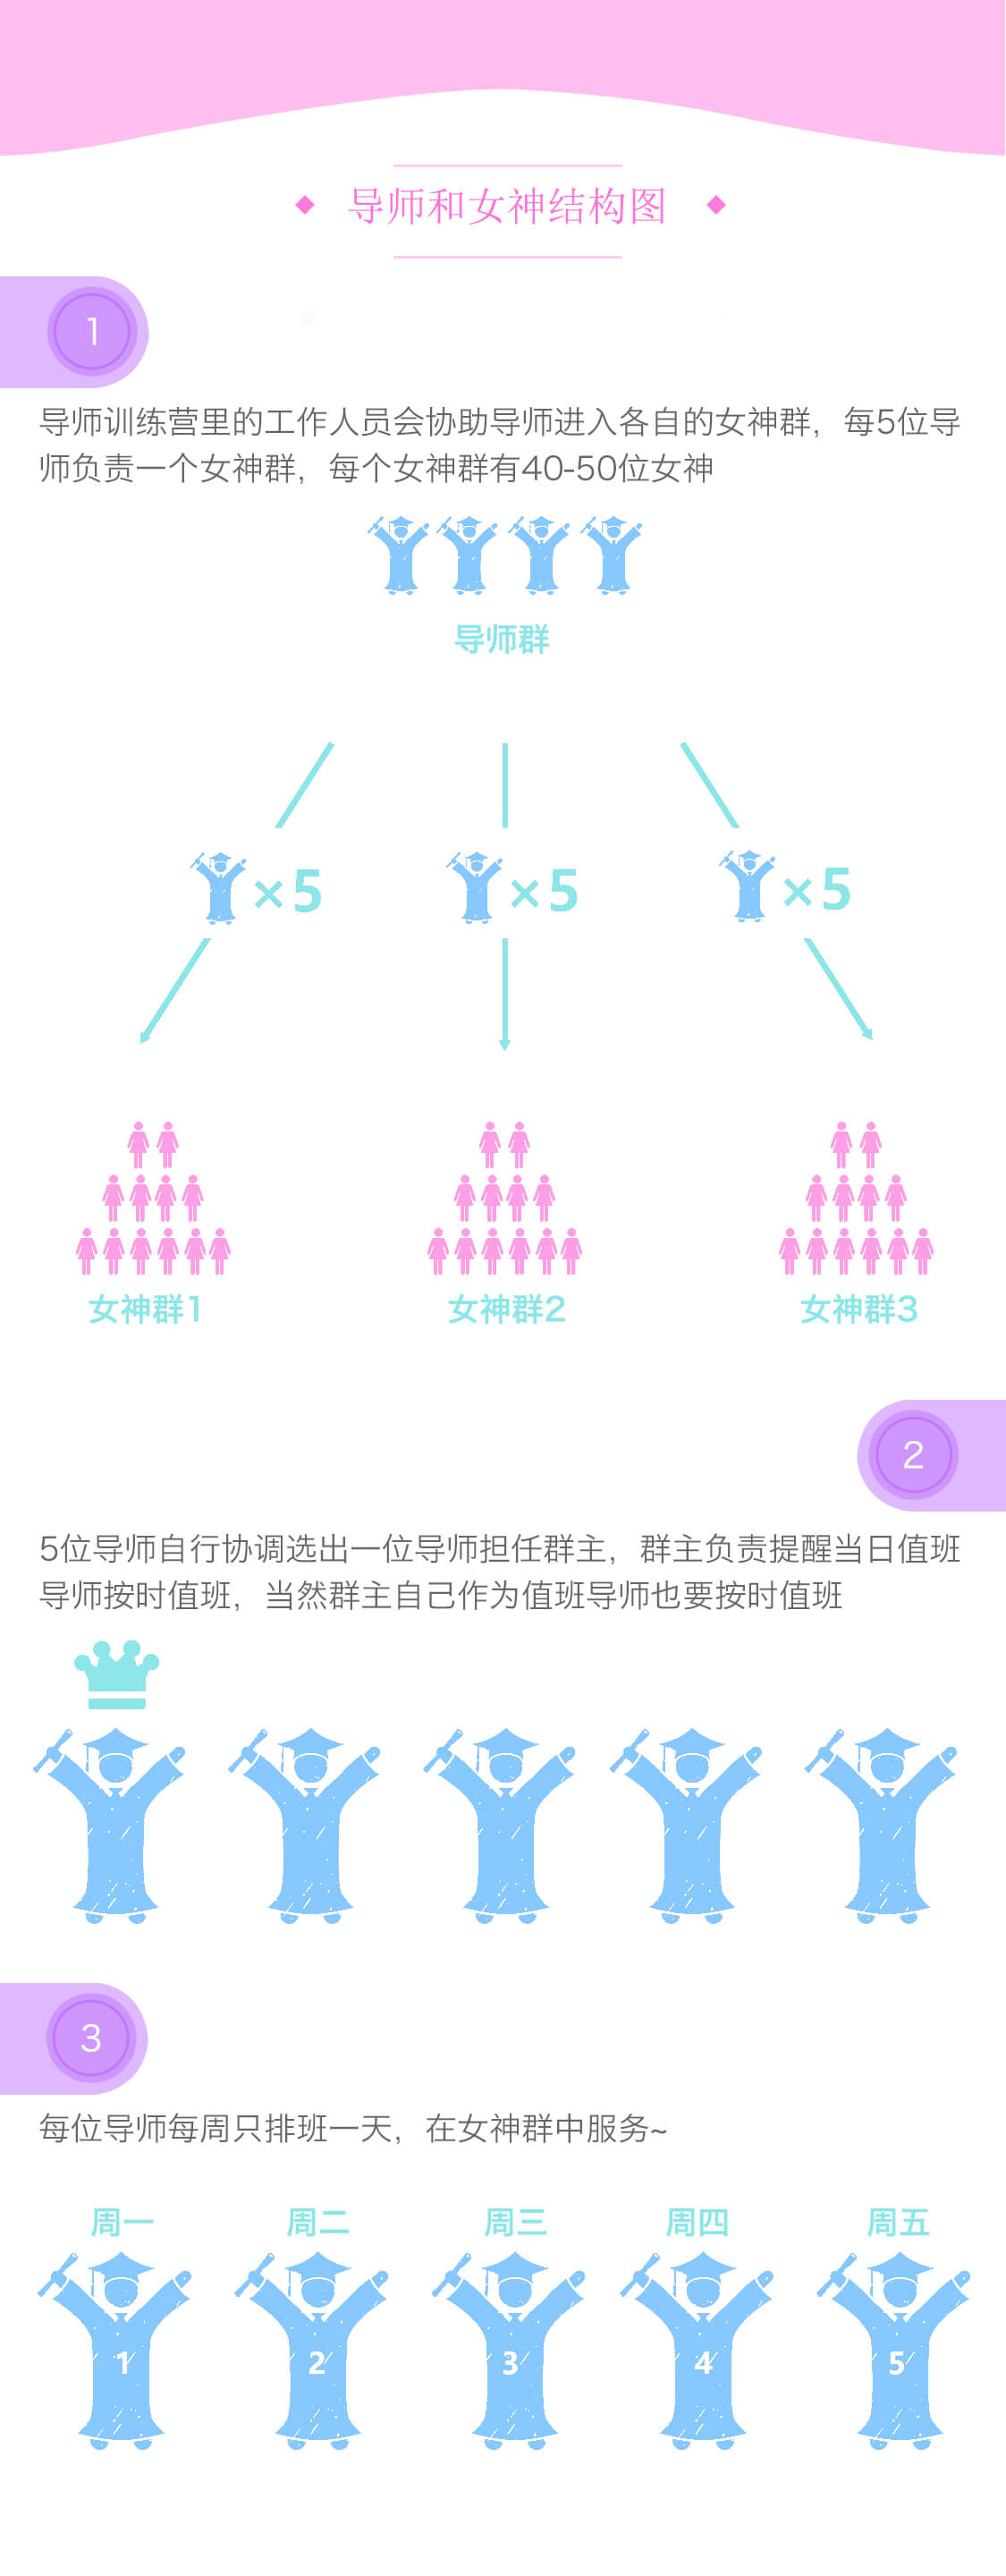 导师和女神结构图
1
导师训练营里的工作人员会协助导师进入各自的女神群，每5位导
师负责一个女神群，每个女神群有40-50位女神
导师群
×5 ×5 ×5
女神群1 女神群2 女神群3
2
5位导师自行协调选出一位导师担任群主，群主负责提醒当日值班
导师按时值班，当然群主自己作为值班导师也要按时值班
3
每位导师每周只排班一天，在女神群中服务~
周一 周二 周三 周四 周五
1 2 3 4 5